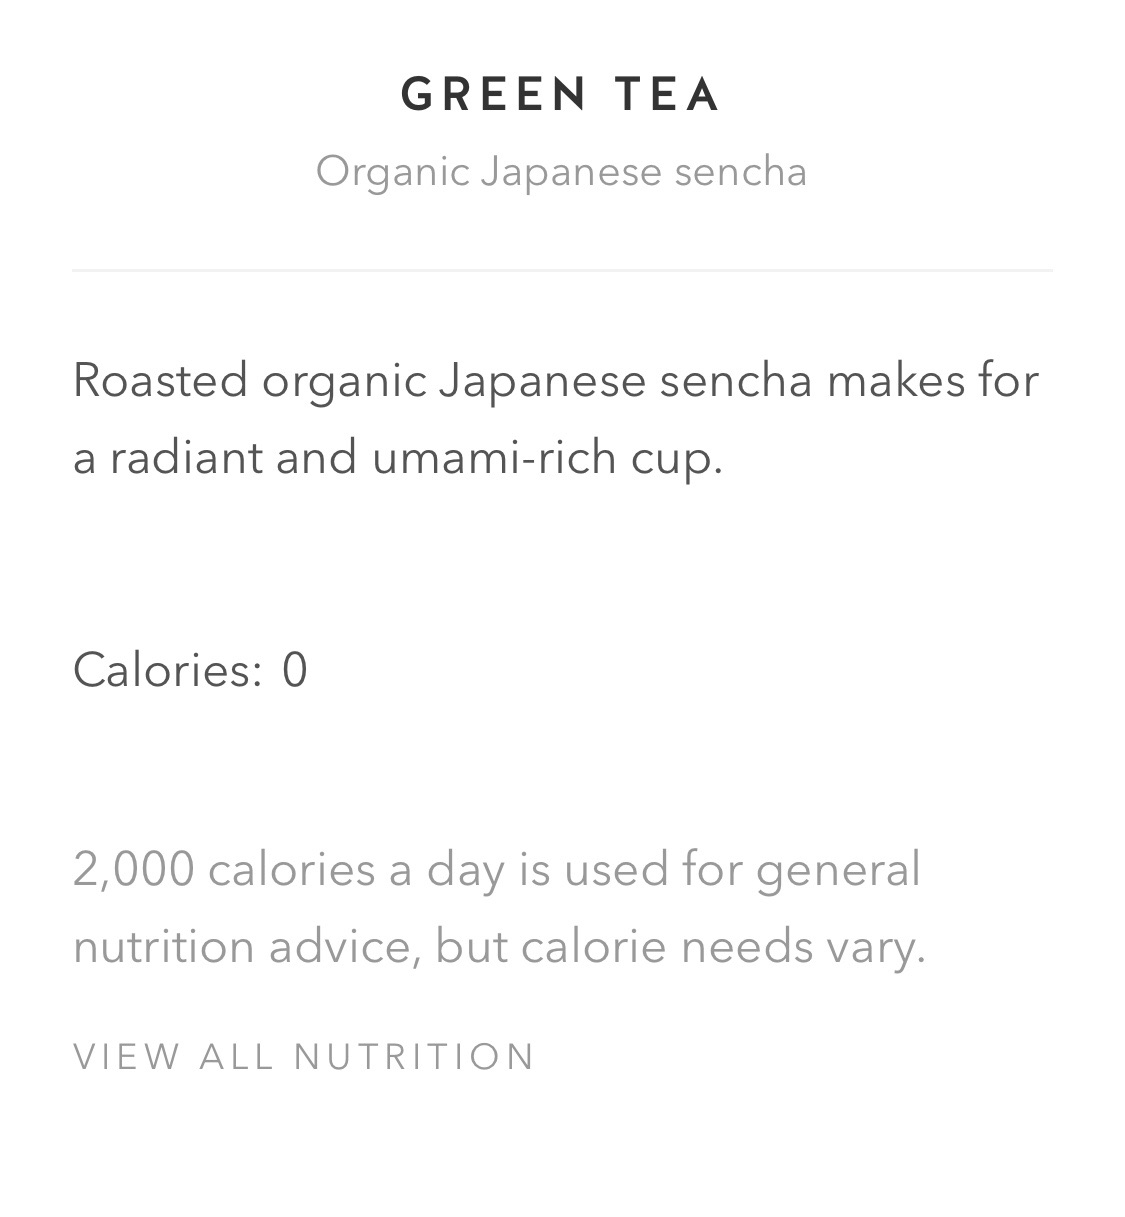 GREEN TEA
Organic Japanese sencha
Roasted organic Japanese sencha makes for
a radiant and umami-rich cup.
Calories: 0
2,000 calories a day is used for general
nutrition advice, but calorie needs vary.
VIEW ALL NUTRITION